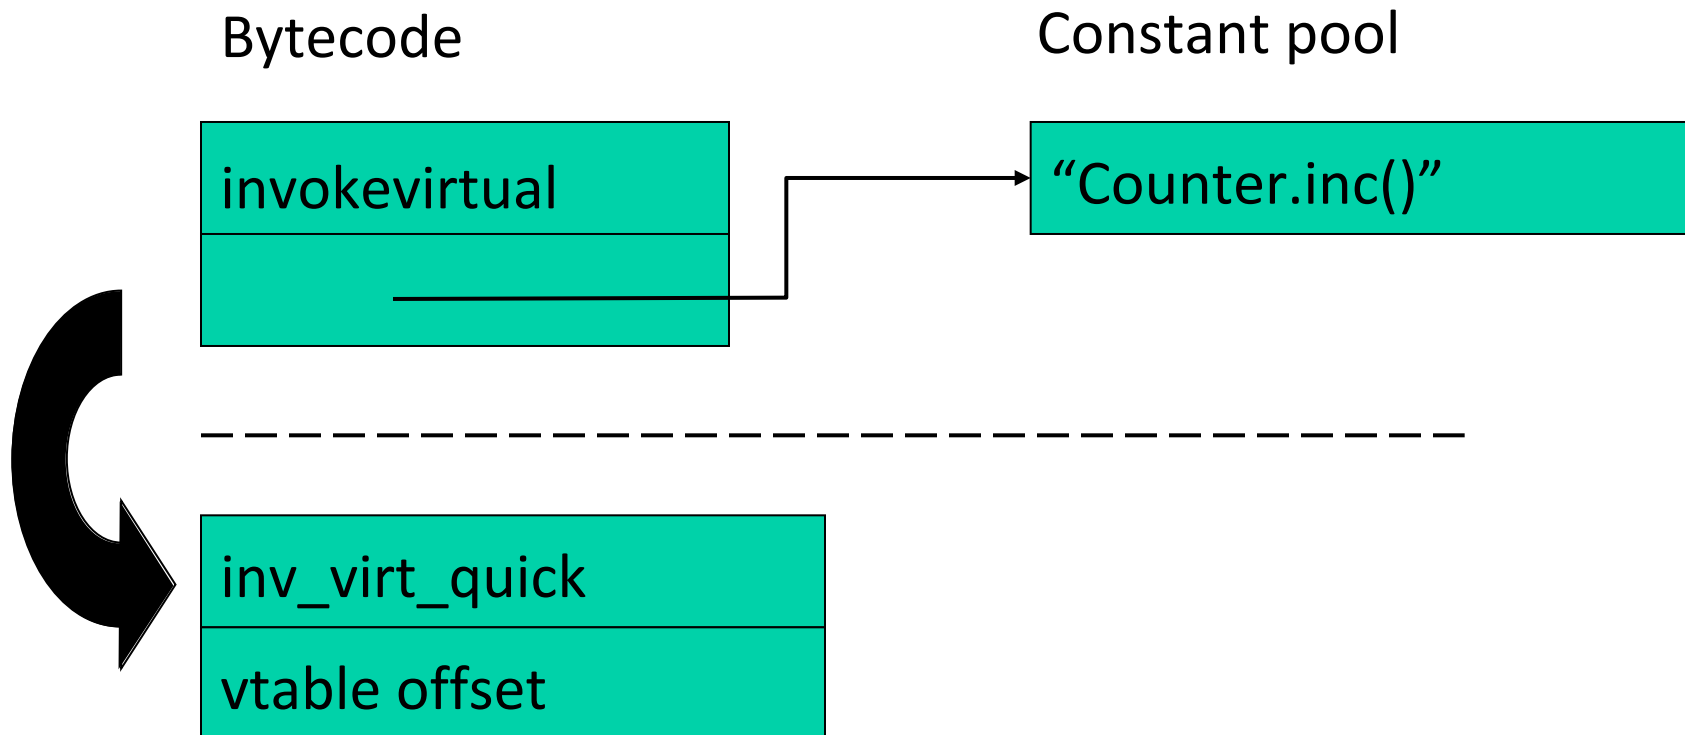 Bytecode
Constant pool
invokevirtual
“Counter.inc()”
inv_virt_quick
vtable offset